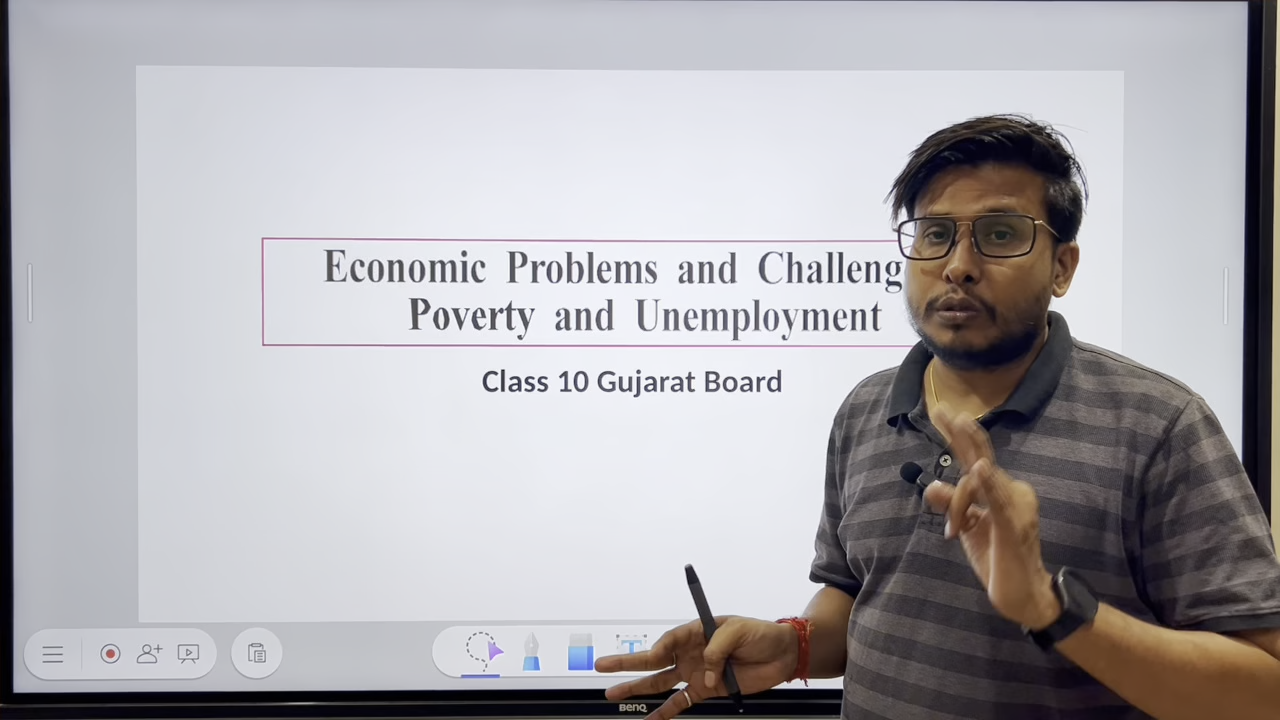 Economic Problems and Challeng
Poverty and Unemployment
Class 10 Gujarat Board
T
BenQ